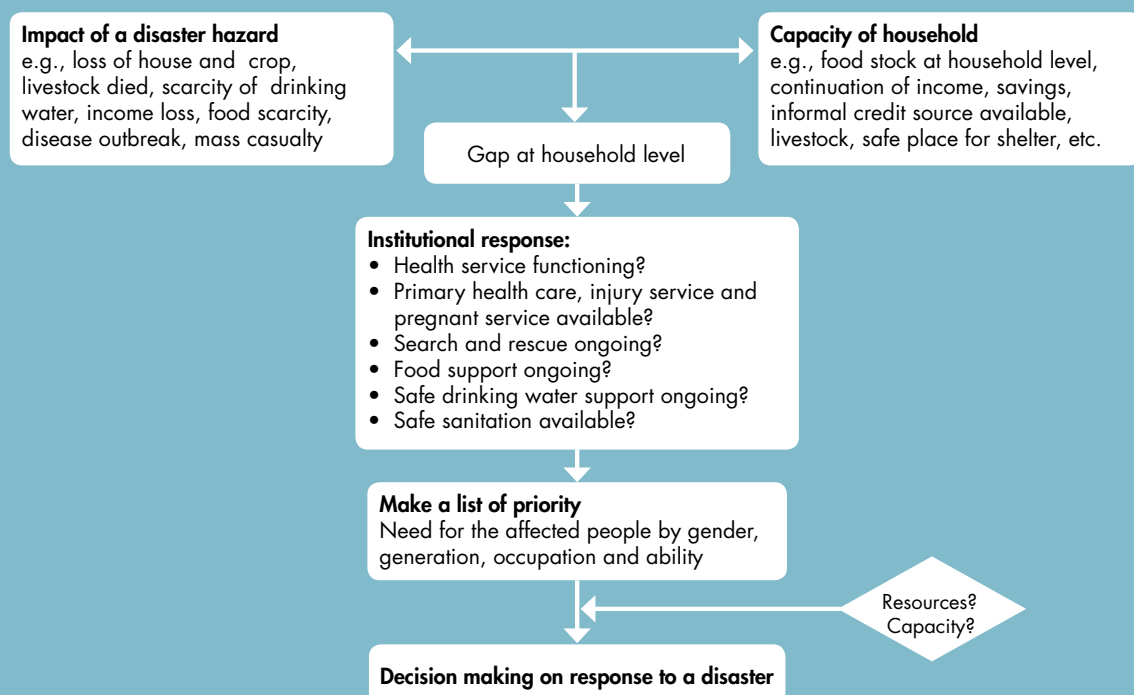 Impact of a disaster hazard
e.g., loss of house and crop,
livestock died, scarcity of drinking
water, income loss, food scarcity,
disease outbreak, mass casualty
Capacity of household
e.g., food stock at household level,
continuation of income, savings,
informal credit source available,
livestock, safe place for shelter, etc.
Gap at household level
Institutional response:
• Health service functioning?
• Primary health care, injury service and
pregnant service available?
• Search and rescue ongoing?
• Food support ongoing?
• Safe drinking water support ongoing?
• Safe sanitation available?
Make a list of priority
Need for the affected people by gender,
generation, occupation and ability
Resources?
Capacity?
Decision making on response to a disaster